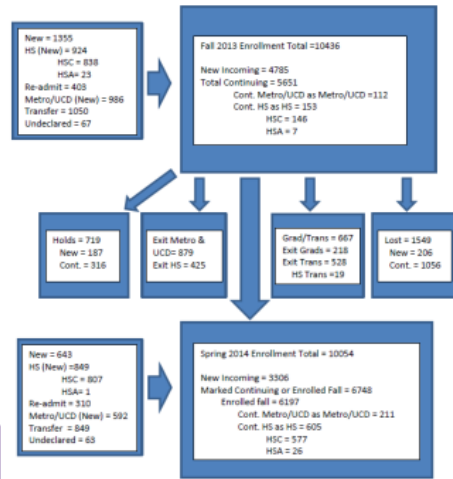 New = 1355
HS (New) = 924
HSC = 838
HSA= 23
Re-admit = 403
Metro/UCD (New) = 986
Transfer = 1050
Undeclared = 67
Fall 2013 Enrollment Total =10436
New Incoming = 4785
Total Continuing = 5651
Cont. Metro/UCD as Metro/UCD =112
Cont. HS as HS = 153
HSC = 146
HSA = 7
Holds = 719
New = 187
Cont. = 316
Exit Metro &
UCD= 879
Exit HS = 425
Grad/Trans = 667
Exit Grads = 218
Exit Trans = 528
HS Trans =19
Lost = 1549
New = 206
Cont. = 1056
New = 643
HS (New) =849
HSC = 807
HSA= 1
Re-admit = 310
Metro/UCD (New) = 592
Transfer = 849
Undeclared = 63
Spring 2014 Enrollment Total = 10054
New Incoming = 3306
Marked Continuing or Enrolled Fall = 6748
Enrolled fall = 6197
Cont. Metro/UCD as Metro/UCD = 211
Cont. HS as HS = 605
HSC = 577
HSA = 26